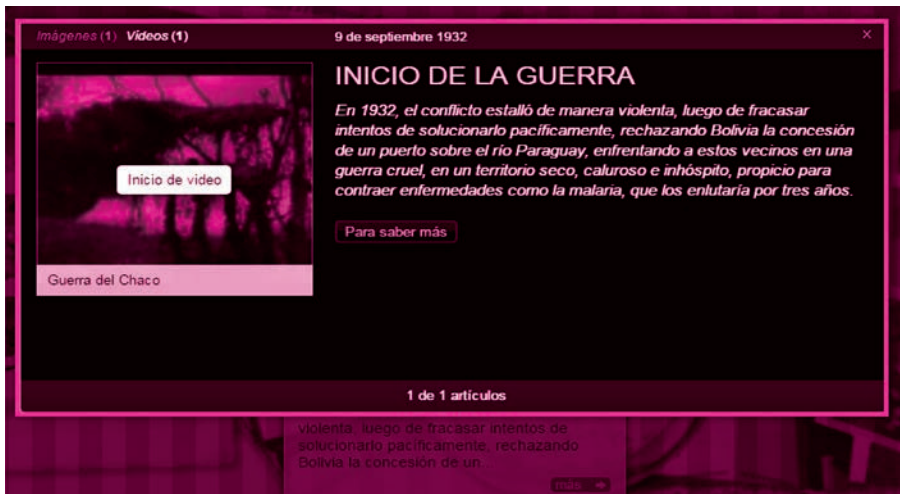 Imágenes (1) Videos (1)
9 de septiembre 1932
×
INICIO DE LA GUERRA
En 1932, el conflicto estalló de manera violenta, luego de fracasar
intentos de solucionarlo pacíficamente, rechazando Bolivia la concesión
de un puerto sobre el río Paraguay, enfrentando a estos vecinos en una
guerra cruel, en un territorio seco, caluroso e inhóspito, propicio para
contraer enfermedades como la malaria, que los enlutaría por tres años.
Para saber más
Inicio de video
Guerra del Chaco
1 de 1 artículos
violenta, luego de fracasar intentos de
solucionarlo pacíficamente, rechazando
Bolivia la concesión de un...
más